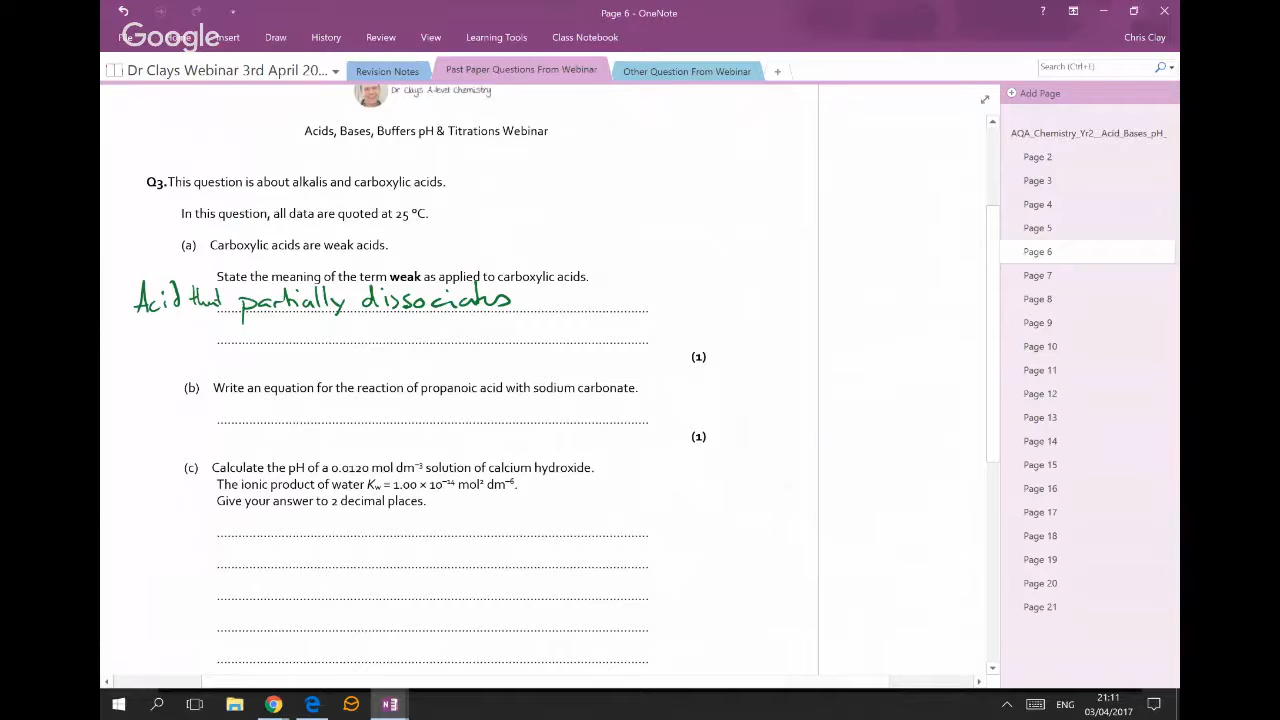 Page 6 - OneNote
Google
Insert
Draw
History
Review
View
Learning Tools
Class Notebook
Chris Clay
Dr Clays Webinar 3rd April 20...
Revision Notes
Past Paper Questions From Webinar
Other Question From Webinar
Search (Ctrl+E)
Add Page
Dr Clays A-level Chemistry
Acids, Bases, Buffers pH & Titrations Webinar
Q3.This question is about alkalis and carboxylic acids.
In this question, all data are quoted at 25 °C.
(a) Carboxylic acids are weak acids.
State the meaning of the term weak as applied to carboxylic acids.
Acid that partially dissociates
(1)
(b) Write an equation for the reaction of propanoic acid with sodium carbonate.
(1)
(c) Calculate the pH of a 0.0120 mol dm⁻³ solution of calcium hydroxide.
The ionic product of water Kw = 1.00 × 10⁻¹⁴ mol² dm⁻⁶.
Give your answer to 2 decimal places.
AQA_Chemistry_Yr2__Acid_Bases_pH_
Page 2
Page 3
Page 4
Page 5
Page 6
Page 7
Page 8
Page 9
Page 10
Page 11
Page 12
Page 13
Page 14
Page 15
Page 16
Page 17
Page 18
Page 19
Page 20
Page 21
ENG
21:11
03/04/2017